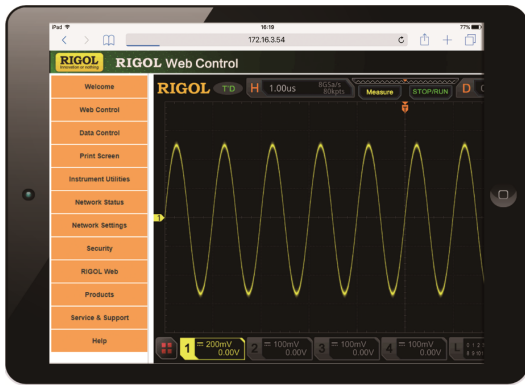 iPad 16:19 77%
172.16.3.54
RIGOL
RIGOL Web Control
Welcome
Web Control
Data Control
Print Screen
Instrument Utilities
Network Status
Network Settings
Security
RIGOL Web
Products
Service & Support
Help
RIGOL T'D H 1.00us 8GSa/s 80kpts Measure STOP/RUN D
T
1
1 = 200mV 0.00V
2 = 100mV 0.00V
3 = 100mV 0.00V
4 = 100mV 0.00V
L